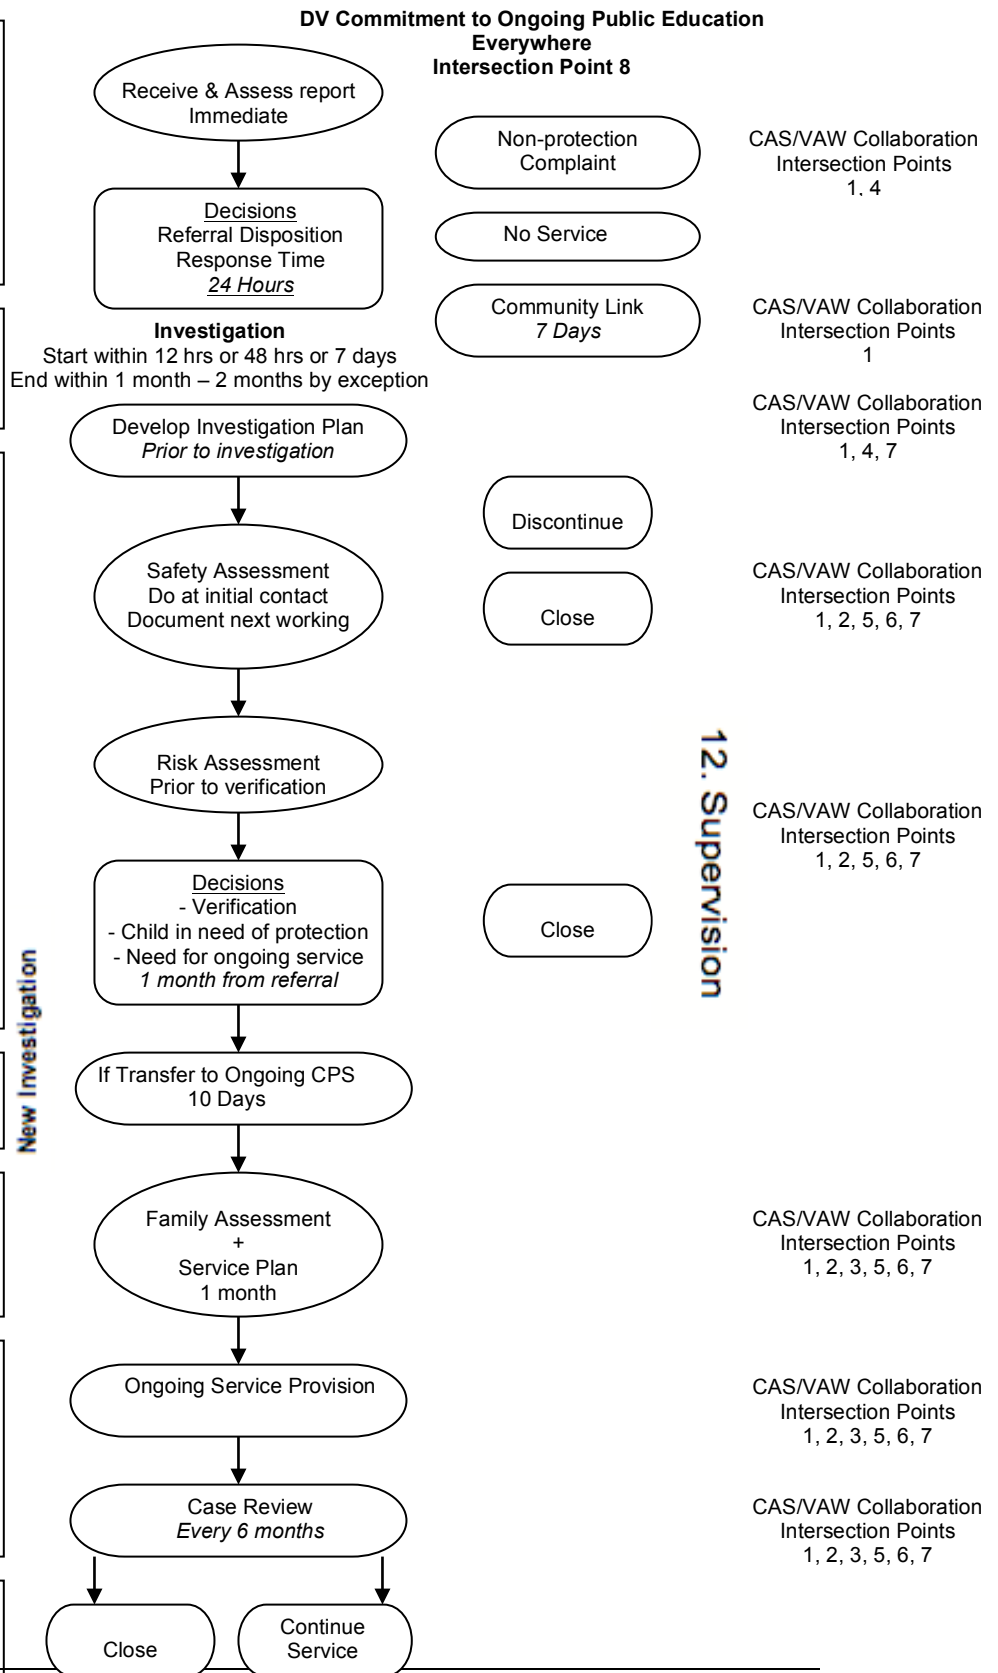 DV Commitment to Ongoing Public Education
Everywhere
Intersection Point 8
Receive & Assess report
Immediate
Non-protection
Complaint
CAS/VAW Collaboration
Intersection Points
1, 4
Decisions
Referral Disposition
Response Time
24 Hours
No Service
Community Link
7 Days
CAS/VAW Collaboration
Intersection Points
1
Investigation
Start within 12 hrs or 48 hrs or 7 days
End within 1 month – 2 months by exception
CAS/VAW Collaboration
Intersection Points
1, 4, 7
Develop Investigation Plan
Prior to investigation
Discontinue
Safety Assessment
Do at initial contact
Document next working
Close
CAS/VAW Collaboration
Intersection Points
1, 2, 5, 6, 7
Risk Assessment
Prior to verification
12. Supervision
CAS/VAW Collaboration
Intersection Points
1, 2, 5, 6, 7
Decisions
- Verification
- Child in need of protection
- Need for ongoing service
1 month from referral
Close
New Investigation
If Transfer to Ongoing CPS
10 Days
Family Assessment
+
Service Plan
1 month
CAS/VAW Collaboration
Intersection Points
1, 2, 3, 5, 6, 7
Ongoing Service Provision
CAS/VAW Collaboration
Intersection Points
1, 2, 3, 5, 6, 7
Case Review
Every 6 months
CAS/VAW Collaboration
Intersection Points
1, 2, 3, 5, 6, 7
Close
Continue
Service